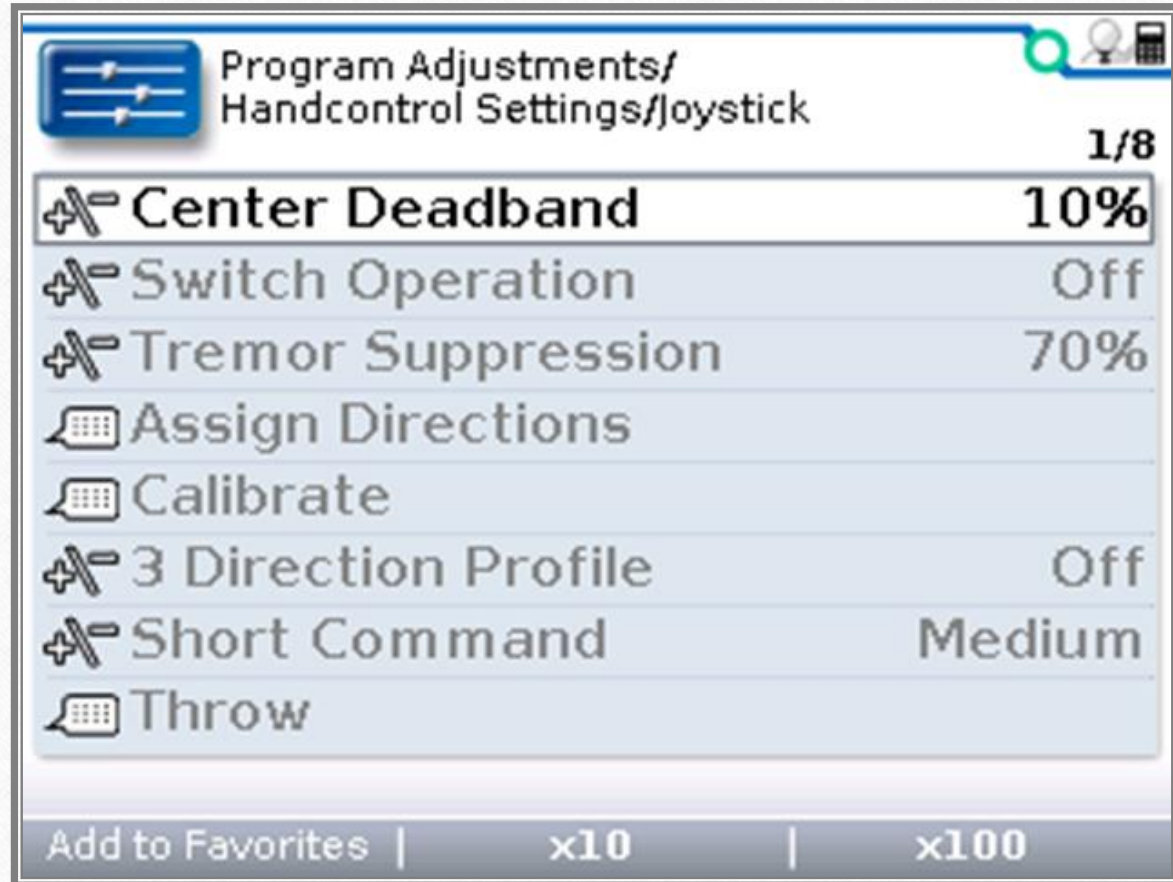 Program Adjustments/
Handcontrol Settings/Joystick
1/8
Center Deadband 10%
Switch Operation Off
Tremor Suppression 70%
Assign Directions
Calibrate
3 Direction Profile Off
Short Command Medium
Throw
Add to Favorites | x10 | x100